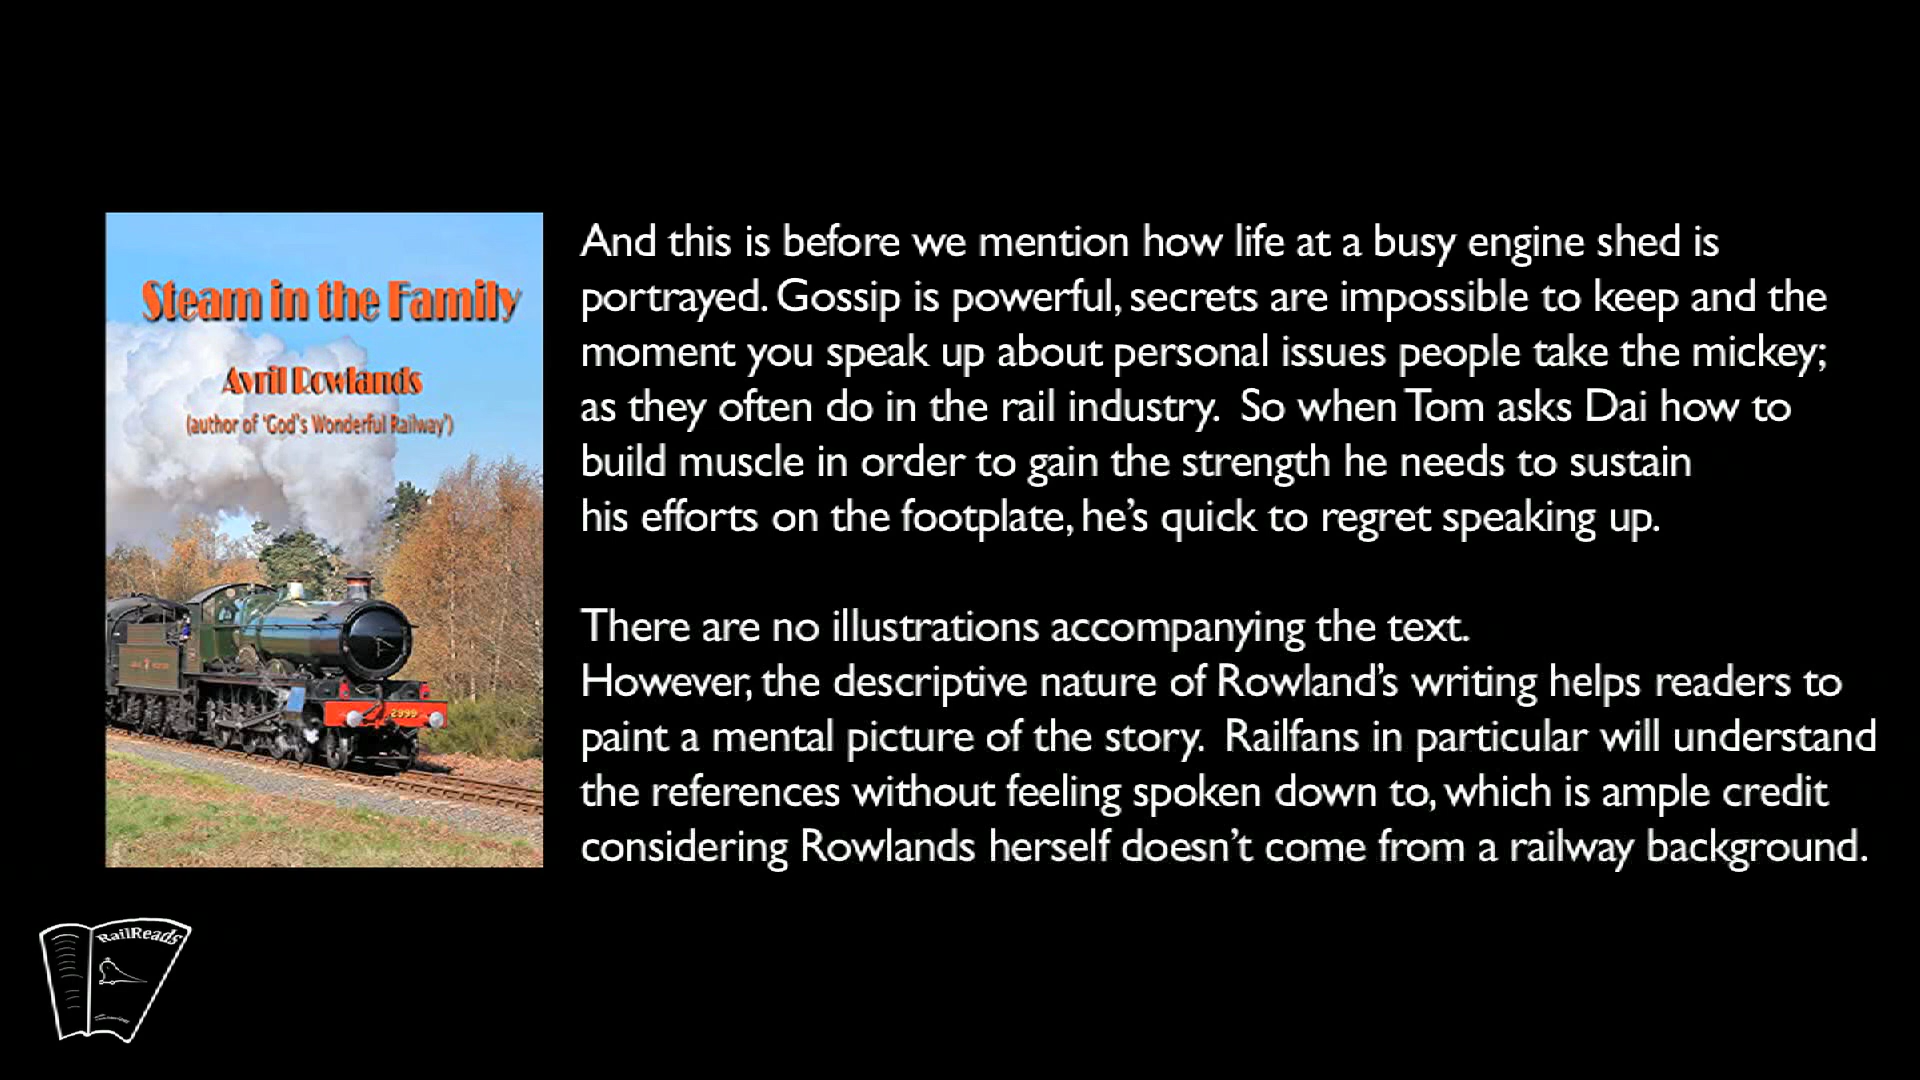 Steam in the Family
Avril Rowlands
(author of 'God's Wonderful Railway')
2999
And this is before we mention how life at a busy engine shed is
portrayed. Gossip is powerful, secrets are impossible to keep and the
moment you speak up about personal issues people take the mickey;
as they often do in the rail industry.  So when Tom asks Dai how to
build muscle in order to gain the strength he needs to sustain
his efforts on the footplate, he's quick to regret speaking up.
There are no illustrations accompanying the text.
However, the descriptive nature of Rowland's writing helps readers to
paint a mental picture of the story.  Railfans in particular will understand
the references without feeling spoken down to, which is ample credit
considering Rowlands herself doesn't come from a railway background.
RailReads